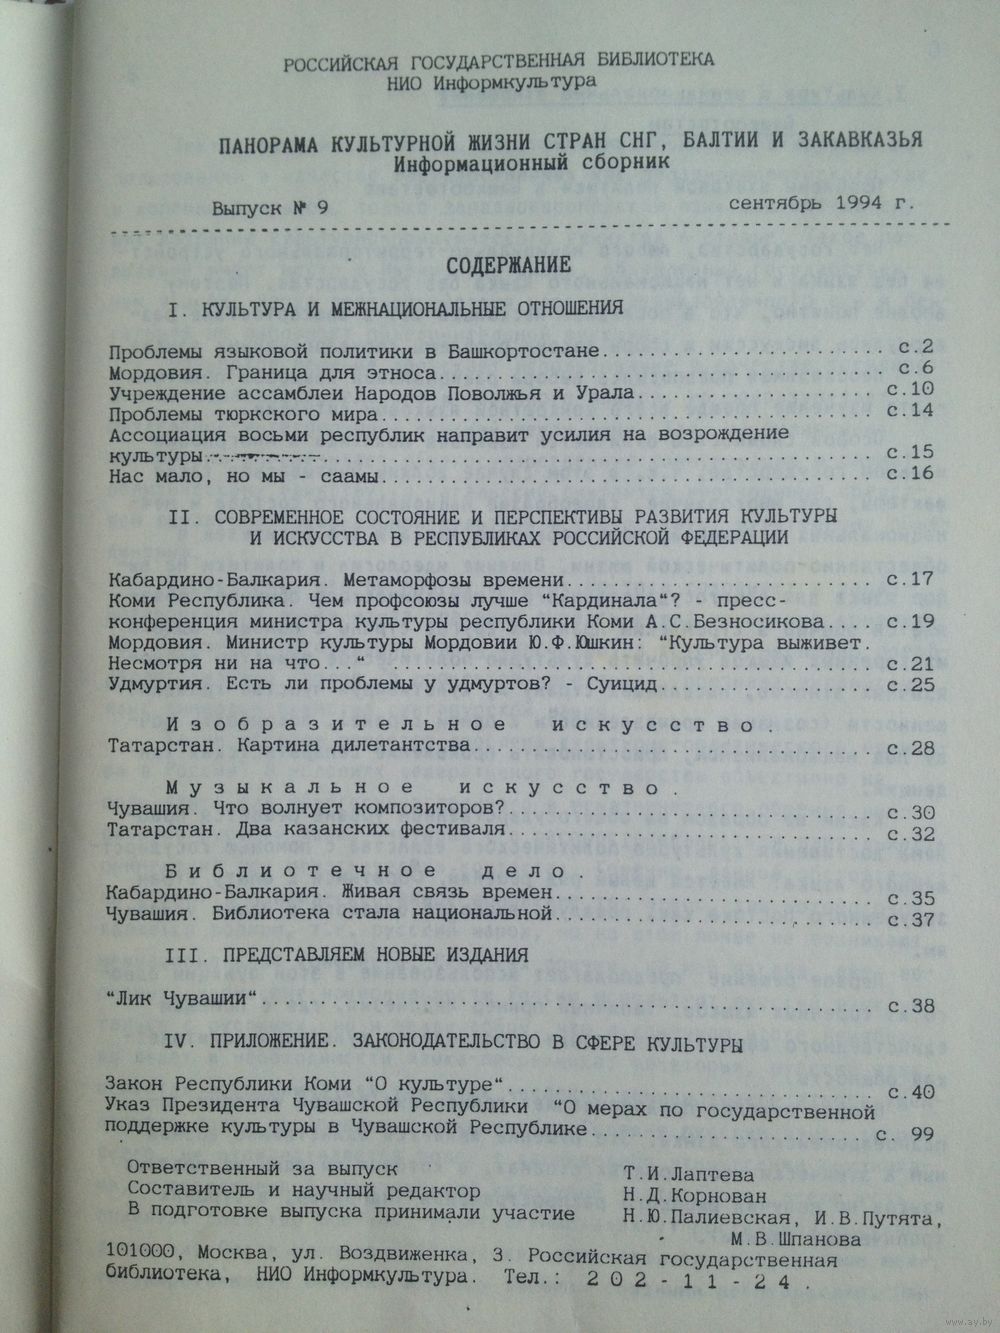 РОССИЙСКАЯ ГОСУДАРСТВЕННАЯ БИБЛИОТЕКА
НИО Информкультура
ПАНОРАМА КУЛЬТУРНОЙ ЖИЗНИ СТРАН СНГ, БАЛТИИ И ЗАКАВКАЗЬЯ
Информационный сборник
Выпуск № 9 сентябрь 1994 г.
СОДЕРЖАНИЕ
I. КУЛЬТУРА И МЕЖНАЦИОНАЛЬНЫЕ ОТНОШЕНИЯ
Проблемы языковой политики в Башкортостане............................ с.2
Мордовия. Граница для этноса............................ с.6
Учреждение ассамблеи Народов Поволжья и Урала.................... с.10
Проблемы тюркского мира............................ с.14
Ассоциация восьми республик направит усилия на возрождение
культуры............................ с.15
Нас мало, но мы - саамы............................ с.16
II. СОВРЕМЕННОЕ СОСТОЯНИЕ И ПЕРСПЕКТИВЫ РАЗВИТИЯ КУЛЬТУРЫ
И ИСКУССТВА В РЕСПУБЛИКАХ РОССИЙСКОЙ ФЕДЕРАЦИИ
Кабардино-Балкария. Метаморфозы времени.................... с.17
Коми Республика. Чем профсоюзы лучше "Кардинала"? - пресс-
конференция министра культуры республики Коми А.С.Безносикова.... с.19
Мордовия. Министр культуры Мордовии Ю.Ф.Юшкин: "Культура выживет.
Несмотря ни на что..."............................ с.21
Удмуртия. Есть ли проблемы у удмуртов? - Суицид................ с.25
Изобразительное искусство.
Татарстан. Картина дилетантства............................ с.28
Музыкальное искусство.
Чувашия. Что волнует композиторов?........................ с.30
Татарстан. Два казанских фестиваля........................ с.32
Библиотечное дело.
Кабардино-Балкария. Живая связь времен.................... с.35
Чувашия. Библиотека стала национальной.................... с.37
III. ПРЕДСТАВЛЯЕМ НОВЫЕ ИЗДАНИЯ
"Лик Чувашии"............................ с.38
IV. ПРИЛОЖЕНИЕ. ЗАКОНОДАТЕЛЬСТВО В СФЕРЕ КУЛЬТУРЫ
Закон Республики Коми "О культуре"........................ с.40
Указ Президента Чувашской Республики "О мерах по государственной
поддержке культуры в Чувашской Республике.................. с. 99
Ответственный за выпуск Т.И.Лаптева
Составитель и научный редактор Н.Д.Корнован
В подготовке выпуска принимали участие Н.Ю.Палиевская, И.В.Путята,
М.В.Шпанова
101000, Москва, ул. Воздвиженка, 3. Российская государственная
библиотека, НИО Информкультура. Тел.: 202-11-24.
www.ay.by